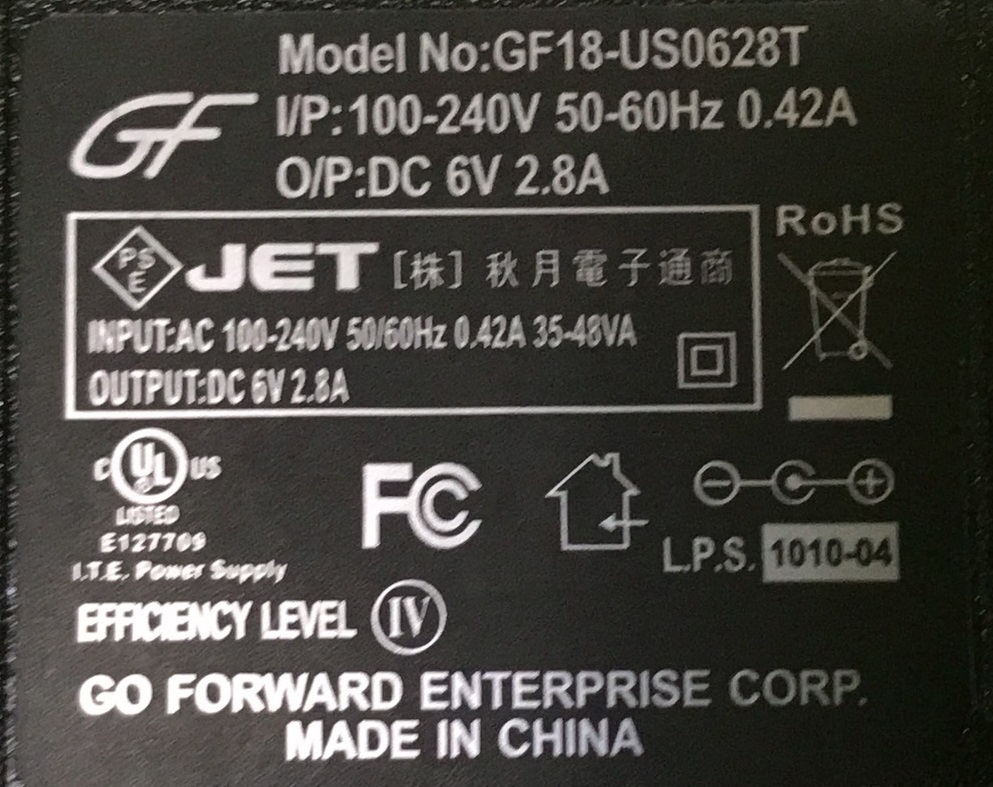 Model No:GF18-US0628T
GF
I/P:100-240V 50-60Hz 0.42A
O/P:DC 6V 2.8A
RoHS
PS
E
JET [株] 秋月電子通商
INPUT:AC 100-240V 50/60Hz 0.42A 35-48VA
OUTPUT:DC 6V 2.8A
C UL US
LISTED
E127709
I.T.E. Power Supply
FC
L.P.S. 1010-04
EFFICIENCY LEVEL IV
GO FORWARD ENTERPRISE CORP.
MADE IN CHINA